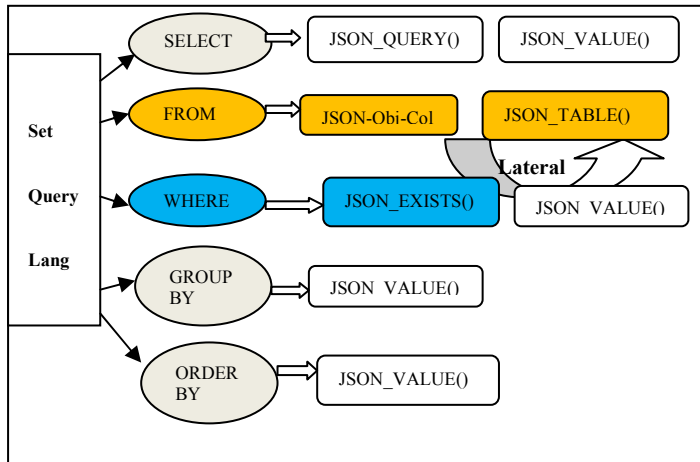 SELECT
JSON_QUERY()
JSON_VALUE()
Set
Query
Lang
FROM
JSON-Obj-Col
JSON_TABLE()
Lateral
WHERE
JSON_EXISTS()
JSON_VALUE()
GROUP
BY
JSON_VALUE()
ORDER
BY
JSON_VALUE()